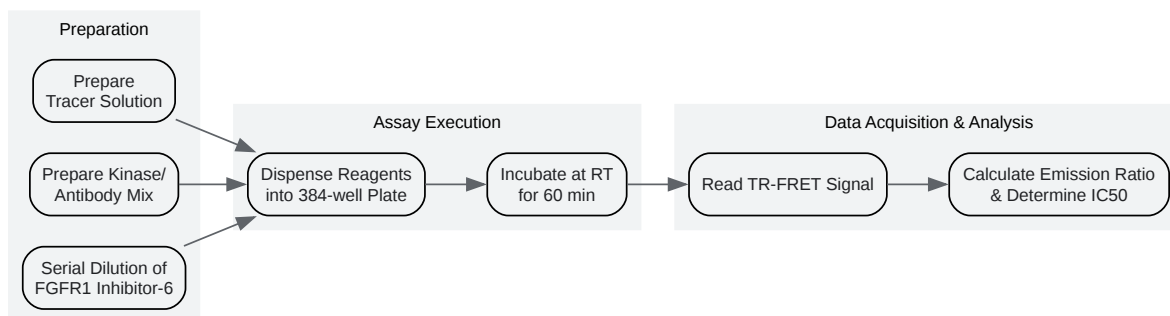 Preparation
Prepare
Tracer Solution
Prepare Kinase/
Antibody Mix
Serial Dilution of
FGFR1 Inhibitor-6
Assay Execution
Dispense Reagents
into 384-well Plate
Incubate at RT
for 60 min
Data Acquisition & Analysis
Read TR-FRET Signal
Calculate Emission Ratio
& Determine IC50